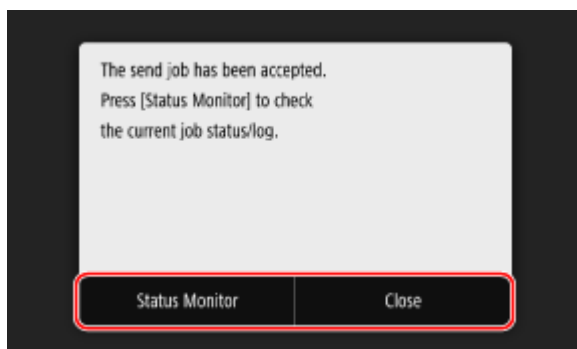 The send job has been accepted.
Press [Status Monitor] to check
the current job status/log.
Status Monitor Close